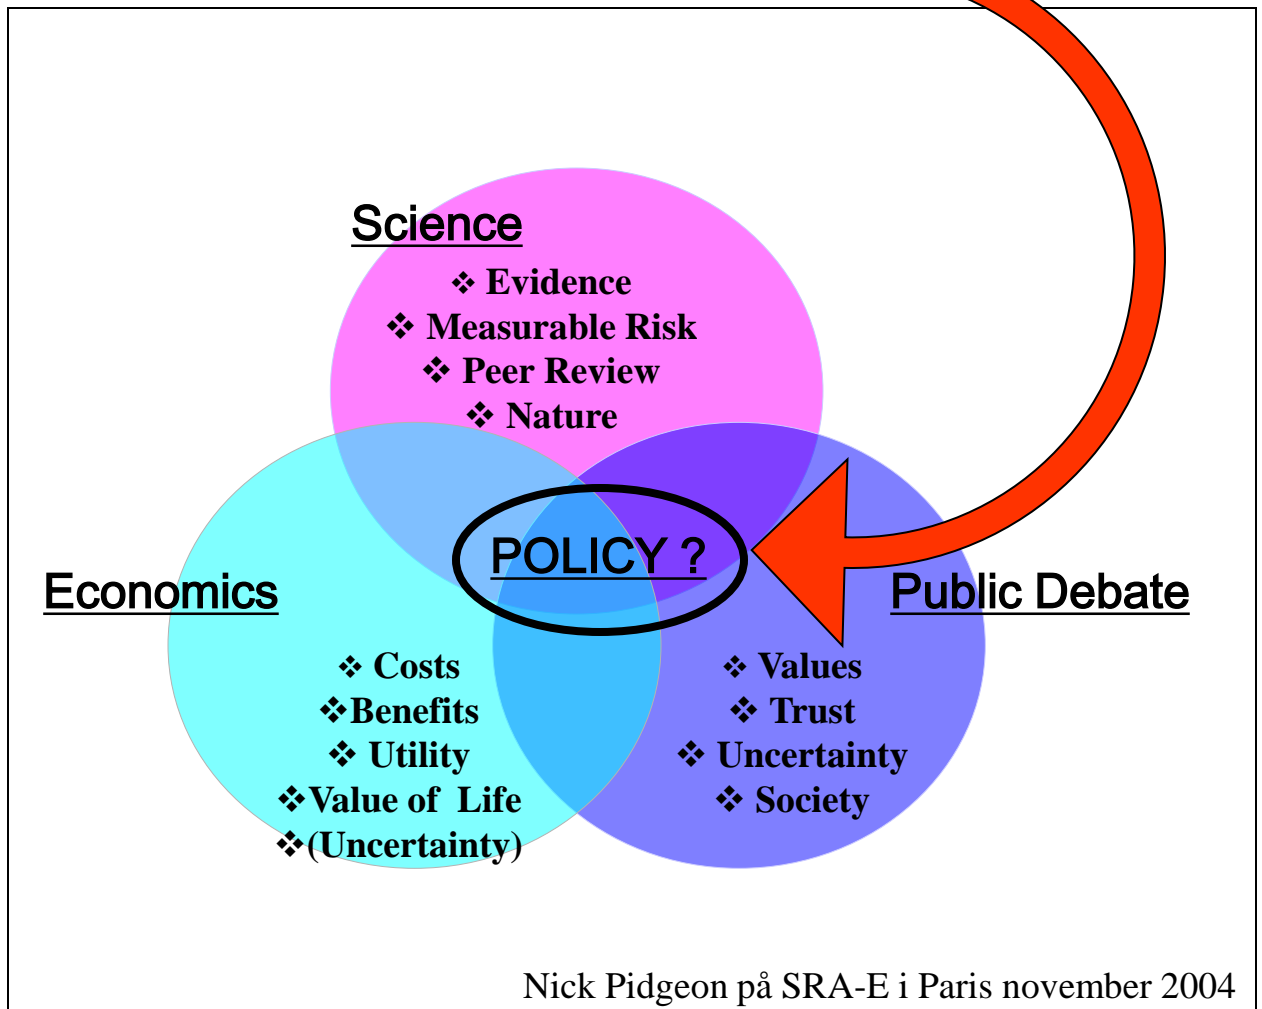 Science
❖ Evidence
❖ Measurable Risk
❖ Peer Review
❖ Nature
POLICY ?
Economics
Public Debate
❖ Costs
❖Benefits
❖ Utility
❖Value of Life
❖(Uncertainty)
❖ Values
❖ Trust
❖ Uncertainty
❖ Society
Nick Pidgeon på SRA-E i Paris november 2004